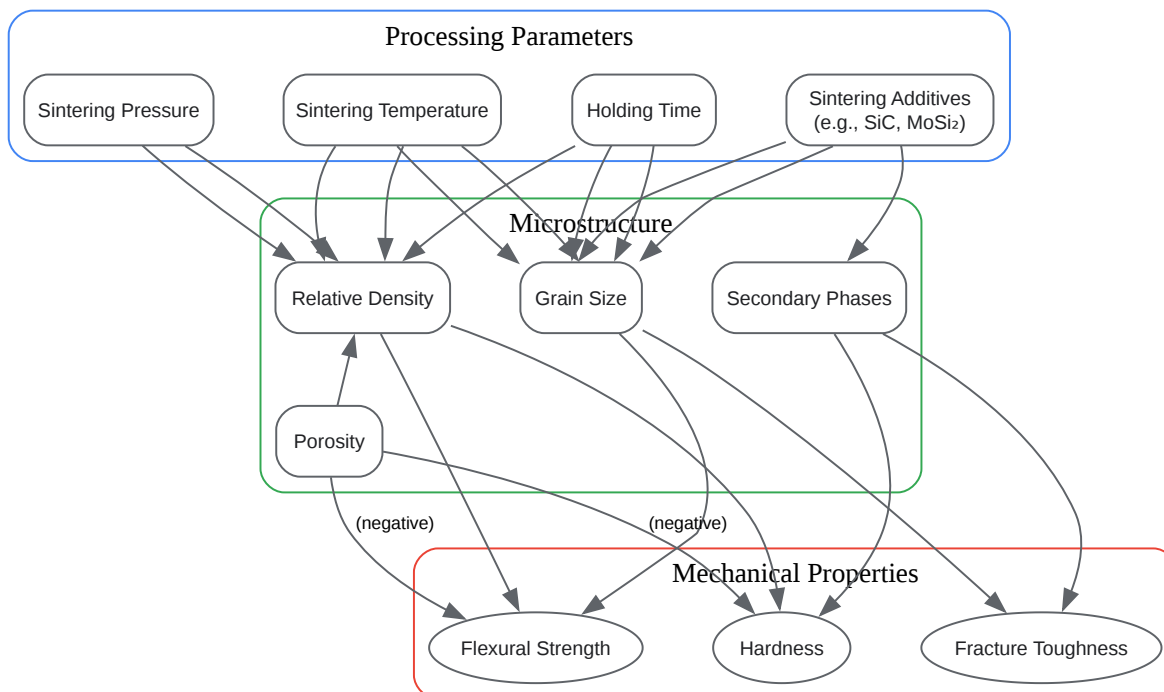 Processing Parameters
Sintering Pressure
Sintering Temperature
Holding Time
Sintering Additives
(e.g., SiC, MoSi₂)
Microstructure
Relative Density
Grain Size
Secondary Phases
Porosity
(negative)
(negative)
Mechanical Properties
Flexural Strength
Hardness
Fracture Toughness